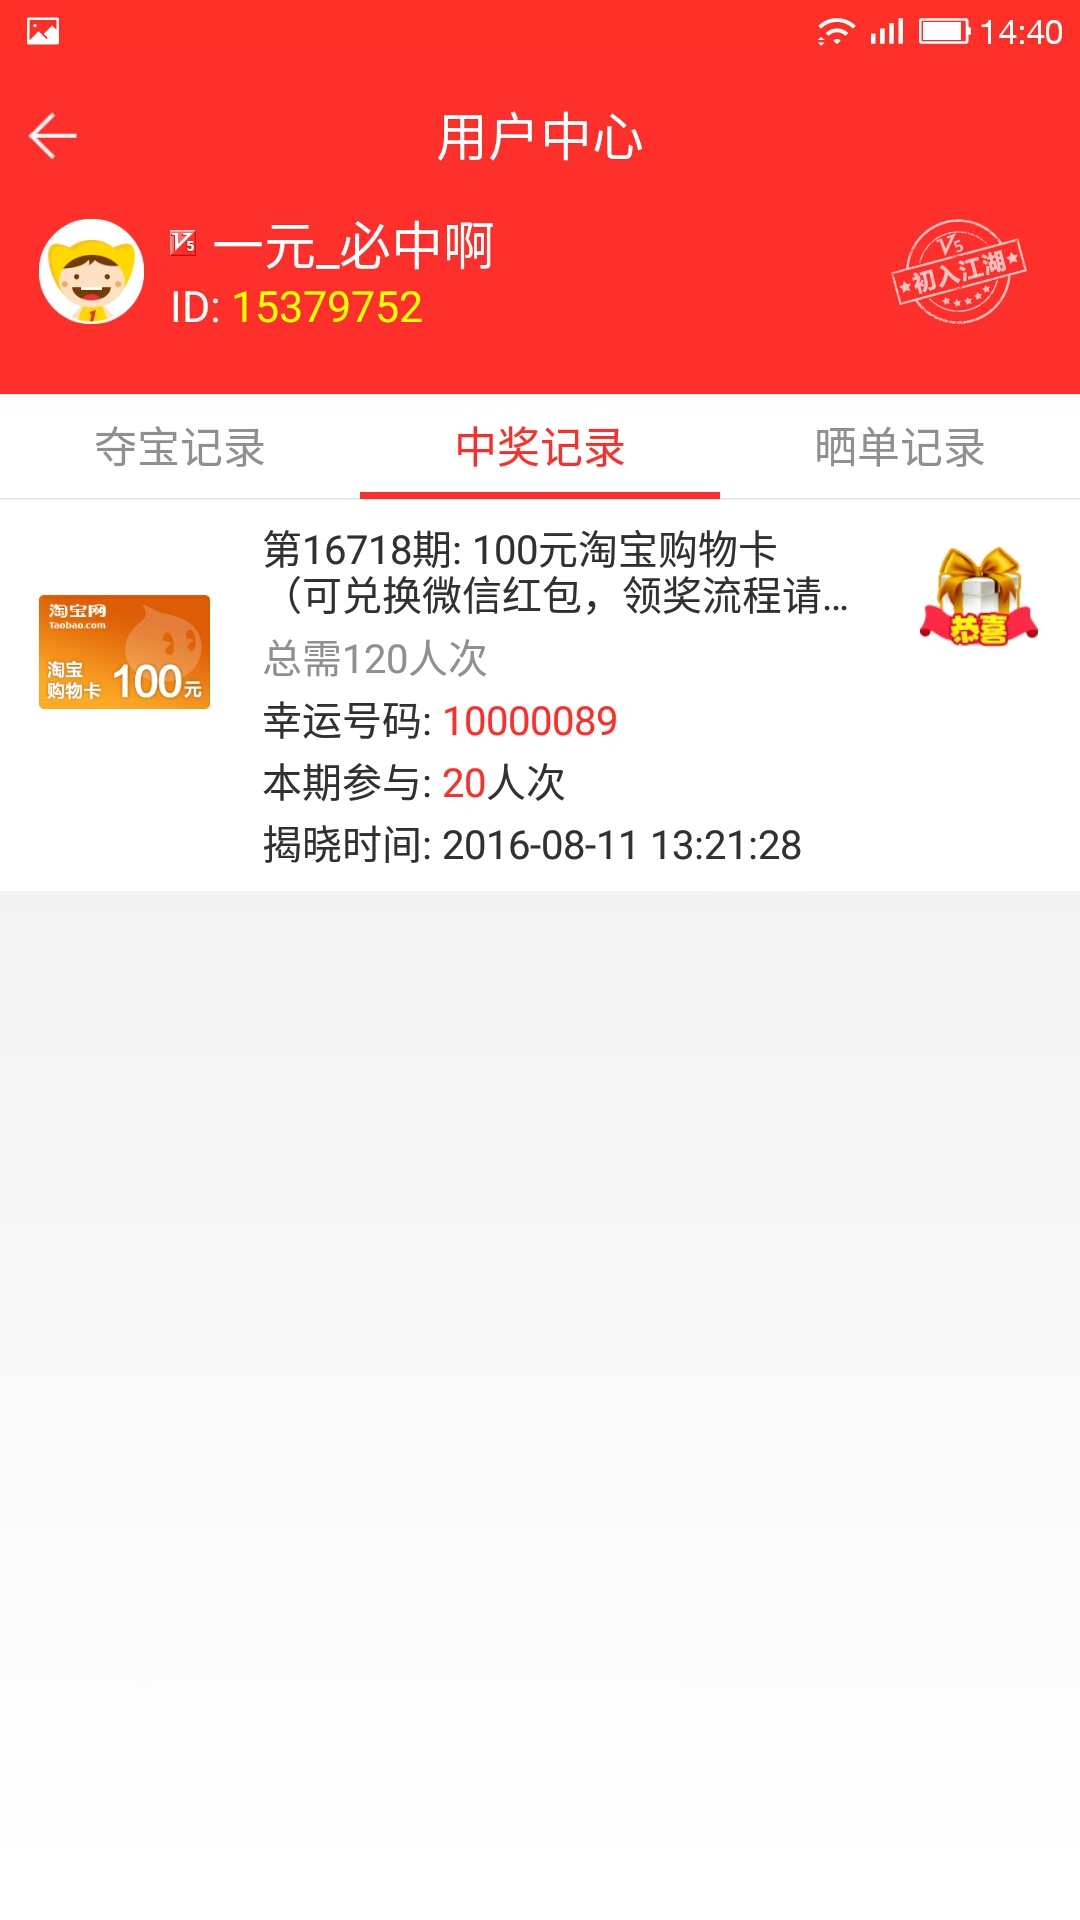 14:40
用户中心
V5 一元_必中啊
ID: 15379752
V5
初入江湖
夺宝记录
中奖记录
晒单记录
第16718期: 100元淘宝购物卡
（可兑换微信红包，领奖流程请...
恭喜
淘宝网
Taobao.com
淘宝
购物卡 100元
总需120人次
幸运号码: 10000089
本期参与: 20人次
揭晓时间: 2016-08-11 13:21:28